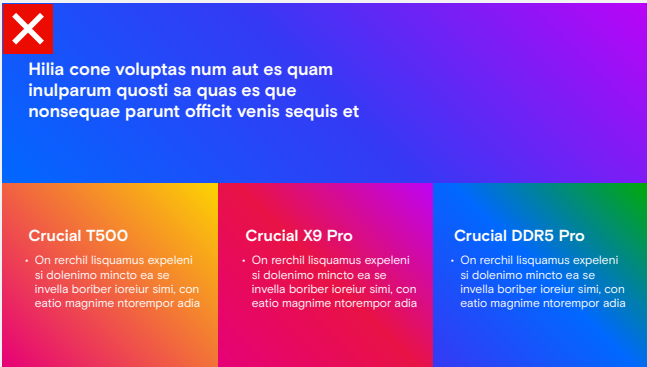 Hilia cone voluptas num aut es quam
inulparum quosti sa quas es que
nonsequae parunt officit venis sequis et
Crucial T500
• On rerchil lisquamus expeleni
si dolenimo mincto ea se
invella boriber ioreiur simi, con
eatio magnime ntorepor adia
Crucial X9 Pro
• On rerchil lisquamus expeleni
si dolenimo mincto ea se
invella boriber ioreiur simi, con
eatio magnime ntorepor adia
Crucial DDR5 Pro
• On rerchil lisquamus expeleni
si dolenimo mincto ea se
invella boriber ioreiur simi, con
eatio magnime ntorepor adia